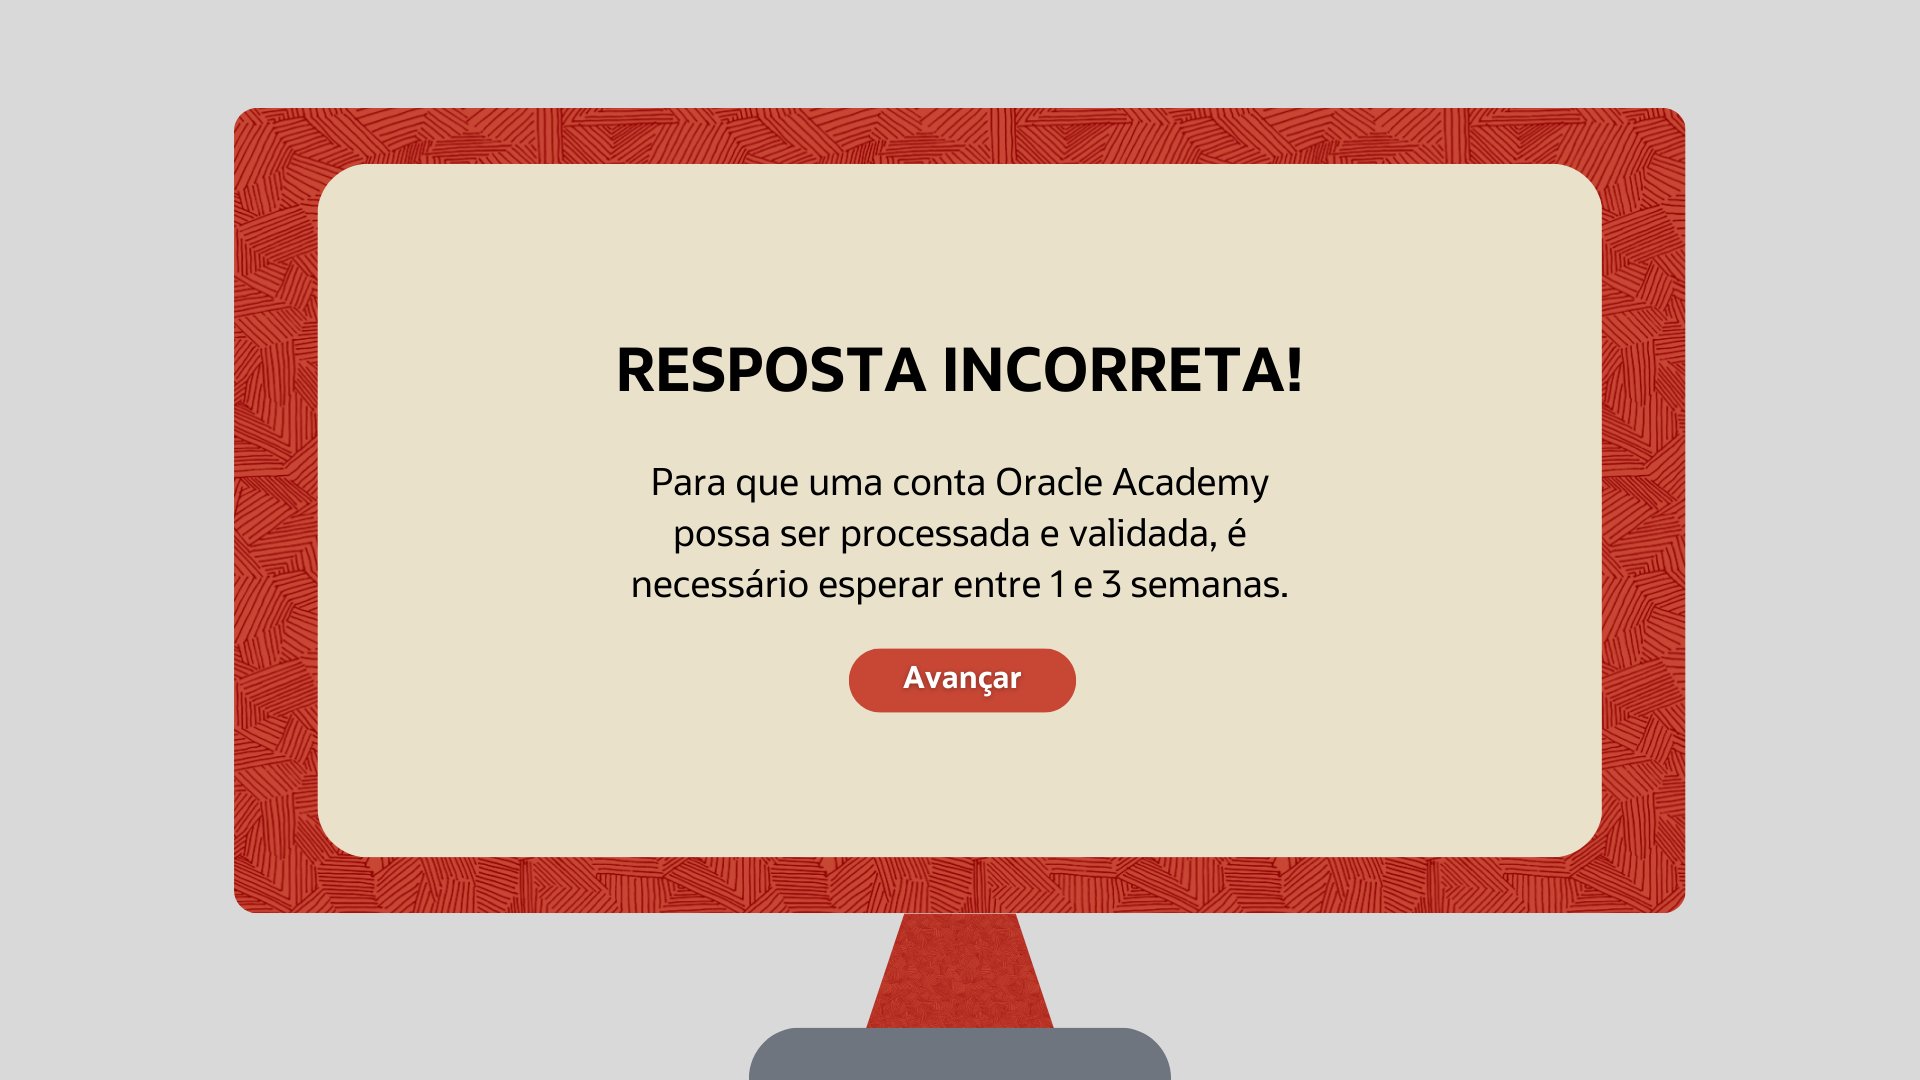 RESPOSTA INCORRETA!
Para que uma conta Oracle Academy
possa ser processada e validada, é
necessário esperar entre 1 e 3 semanas.
Avançar